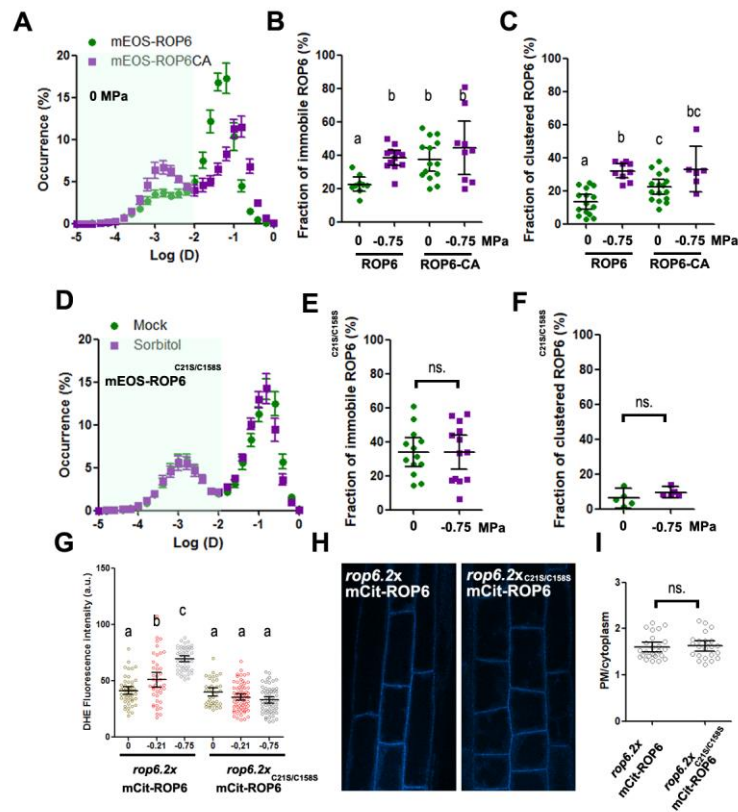 A
mEOS-ROP6
mEOS-ROP6CA
0 MPa
Occurrence (%)
20
15
10
5
0
-5 -4 -3 -2 -1 0
Log (D)
B
Fraction of immobile ROP6 (%)
100
80
60
40
20
0
a b b b
0 -0.75 0 -0.75 MPa
ROP6 ROP6-CA
C
Fraction of clustered ROP6 (%)
100
80
60
40
20
0
a b c bc
0 -0.75 0 -0.75 MPa
ROP6 ROP6-CA
D
Mock
Sorbitol
mEOS-ROP6 C21S/C158S
Occurrence (%)
20
15
10
5
0
-5 -4 -3 -2 -1 0
Log (D)
E
Fraction of immobile ROP6 C21S/C158S (%)
100
80
60
40
20
0
ns.
0 -0.75 MPa
F
Fraction of clustered ROP6 C21S/C158S (%)
100
80
60
40
20
0
ns.
0 -0.75 MPa
G
DHE Fluorescence intensity (a.u.)
150
100
50
0
a b c a a a
0 -0.21 -0.75 0 -0.21 -0.75
rop6.2x
mCit-ROP6
rop6.2x
mCit-ROP6 C21S/C158S
H
rop6.2x
mCit-ROP6
rop6.2x C21S/C158S
mCit-ROP6
I
PM/cytoplasm
3
2
1
0
ns.
rop6.2x
mCit-ROP6
rop6.2x C21S/C158S
mCit-ROP6